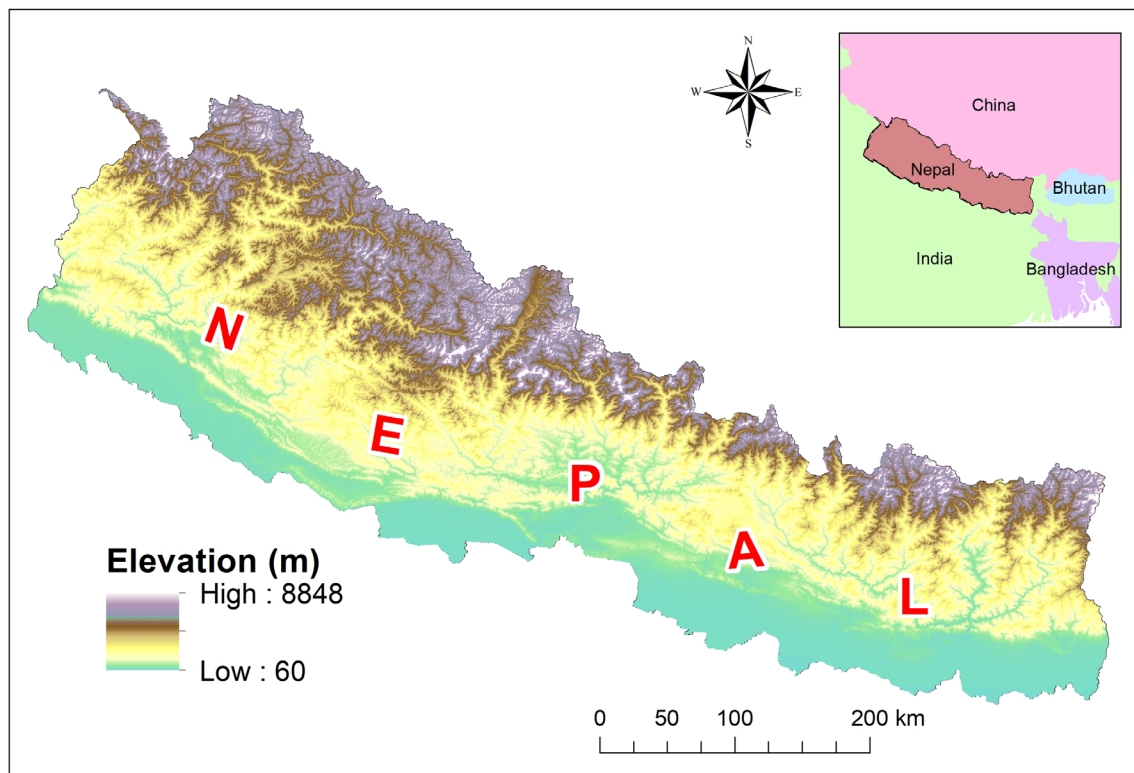 N
W
E
S
China
Nepal
Bhutan
India
Bangladesh
N
E
P
A
L
Elevation (m)
High : 8848
Low : 60
0 50 100 200 km